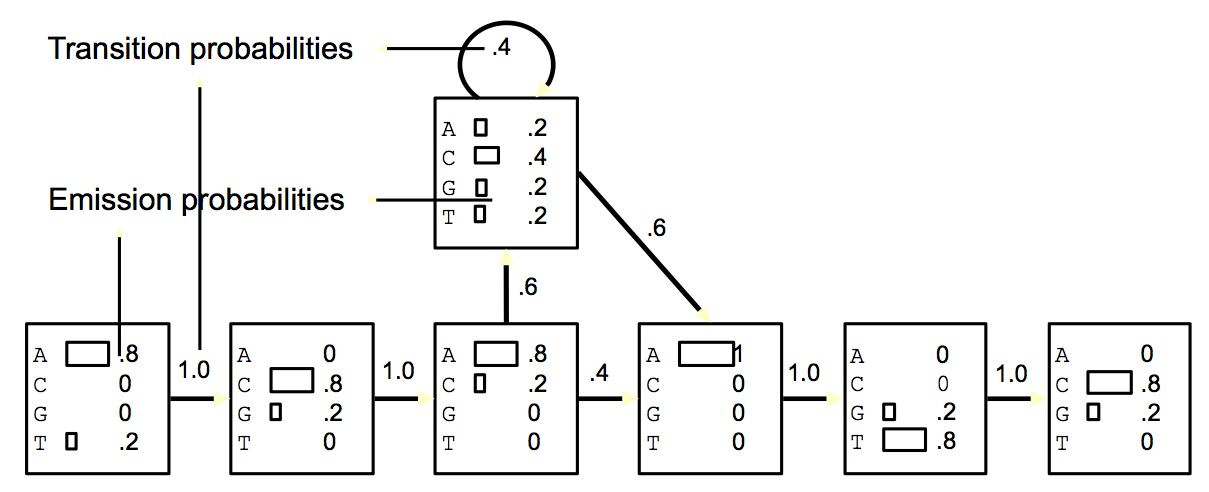 Transition probabilities
.4
A .2
C .4
G .2
T .2
Emission probabilities
.6
.6
A .8
C 0
G 0
T .2
1.0
A 0
C .8
G .2
T 0
1.0
A .8
C .2
G 0
T 0
.4
A 1
C 0
G 0
T 0
1.0
A 0
C 0
G .2
T .8
1.0
A 0
C .8
G .2
T 0